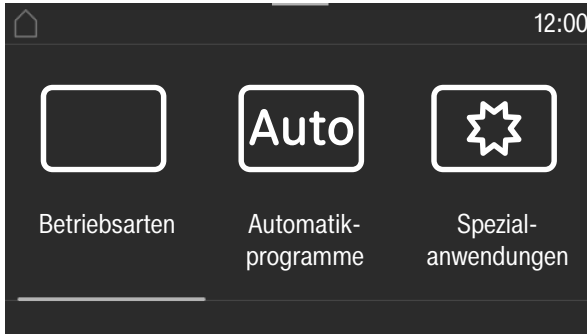 12:00
Auto
Betriebsarten
Automatik-
programme
Spezial-
anwendungen